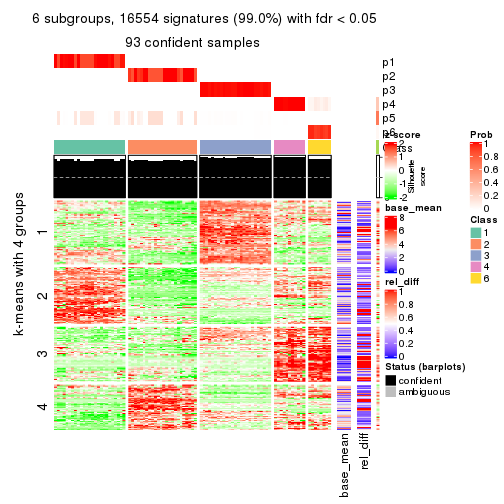 6 subgroups, 16554 signatures (99.0%) with fdr < 0.05
93 confident samples
p1
p2
p3
p4
p5
p6
Class
z-score
2
1
0
-1
-2
Silhouette
score
base_mean
8
6
4
2
0
rel_diff
1
0.8
0.6
0.4
0.2
0
Status (barplots)
confident
ambiguous
Prob
1
0.8
0.6
0.4
0.2
0
Class
1
2
3
4
6
k-means with 4 groups
1
2
3
4
base_mean
rel_diff